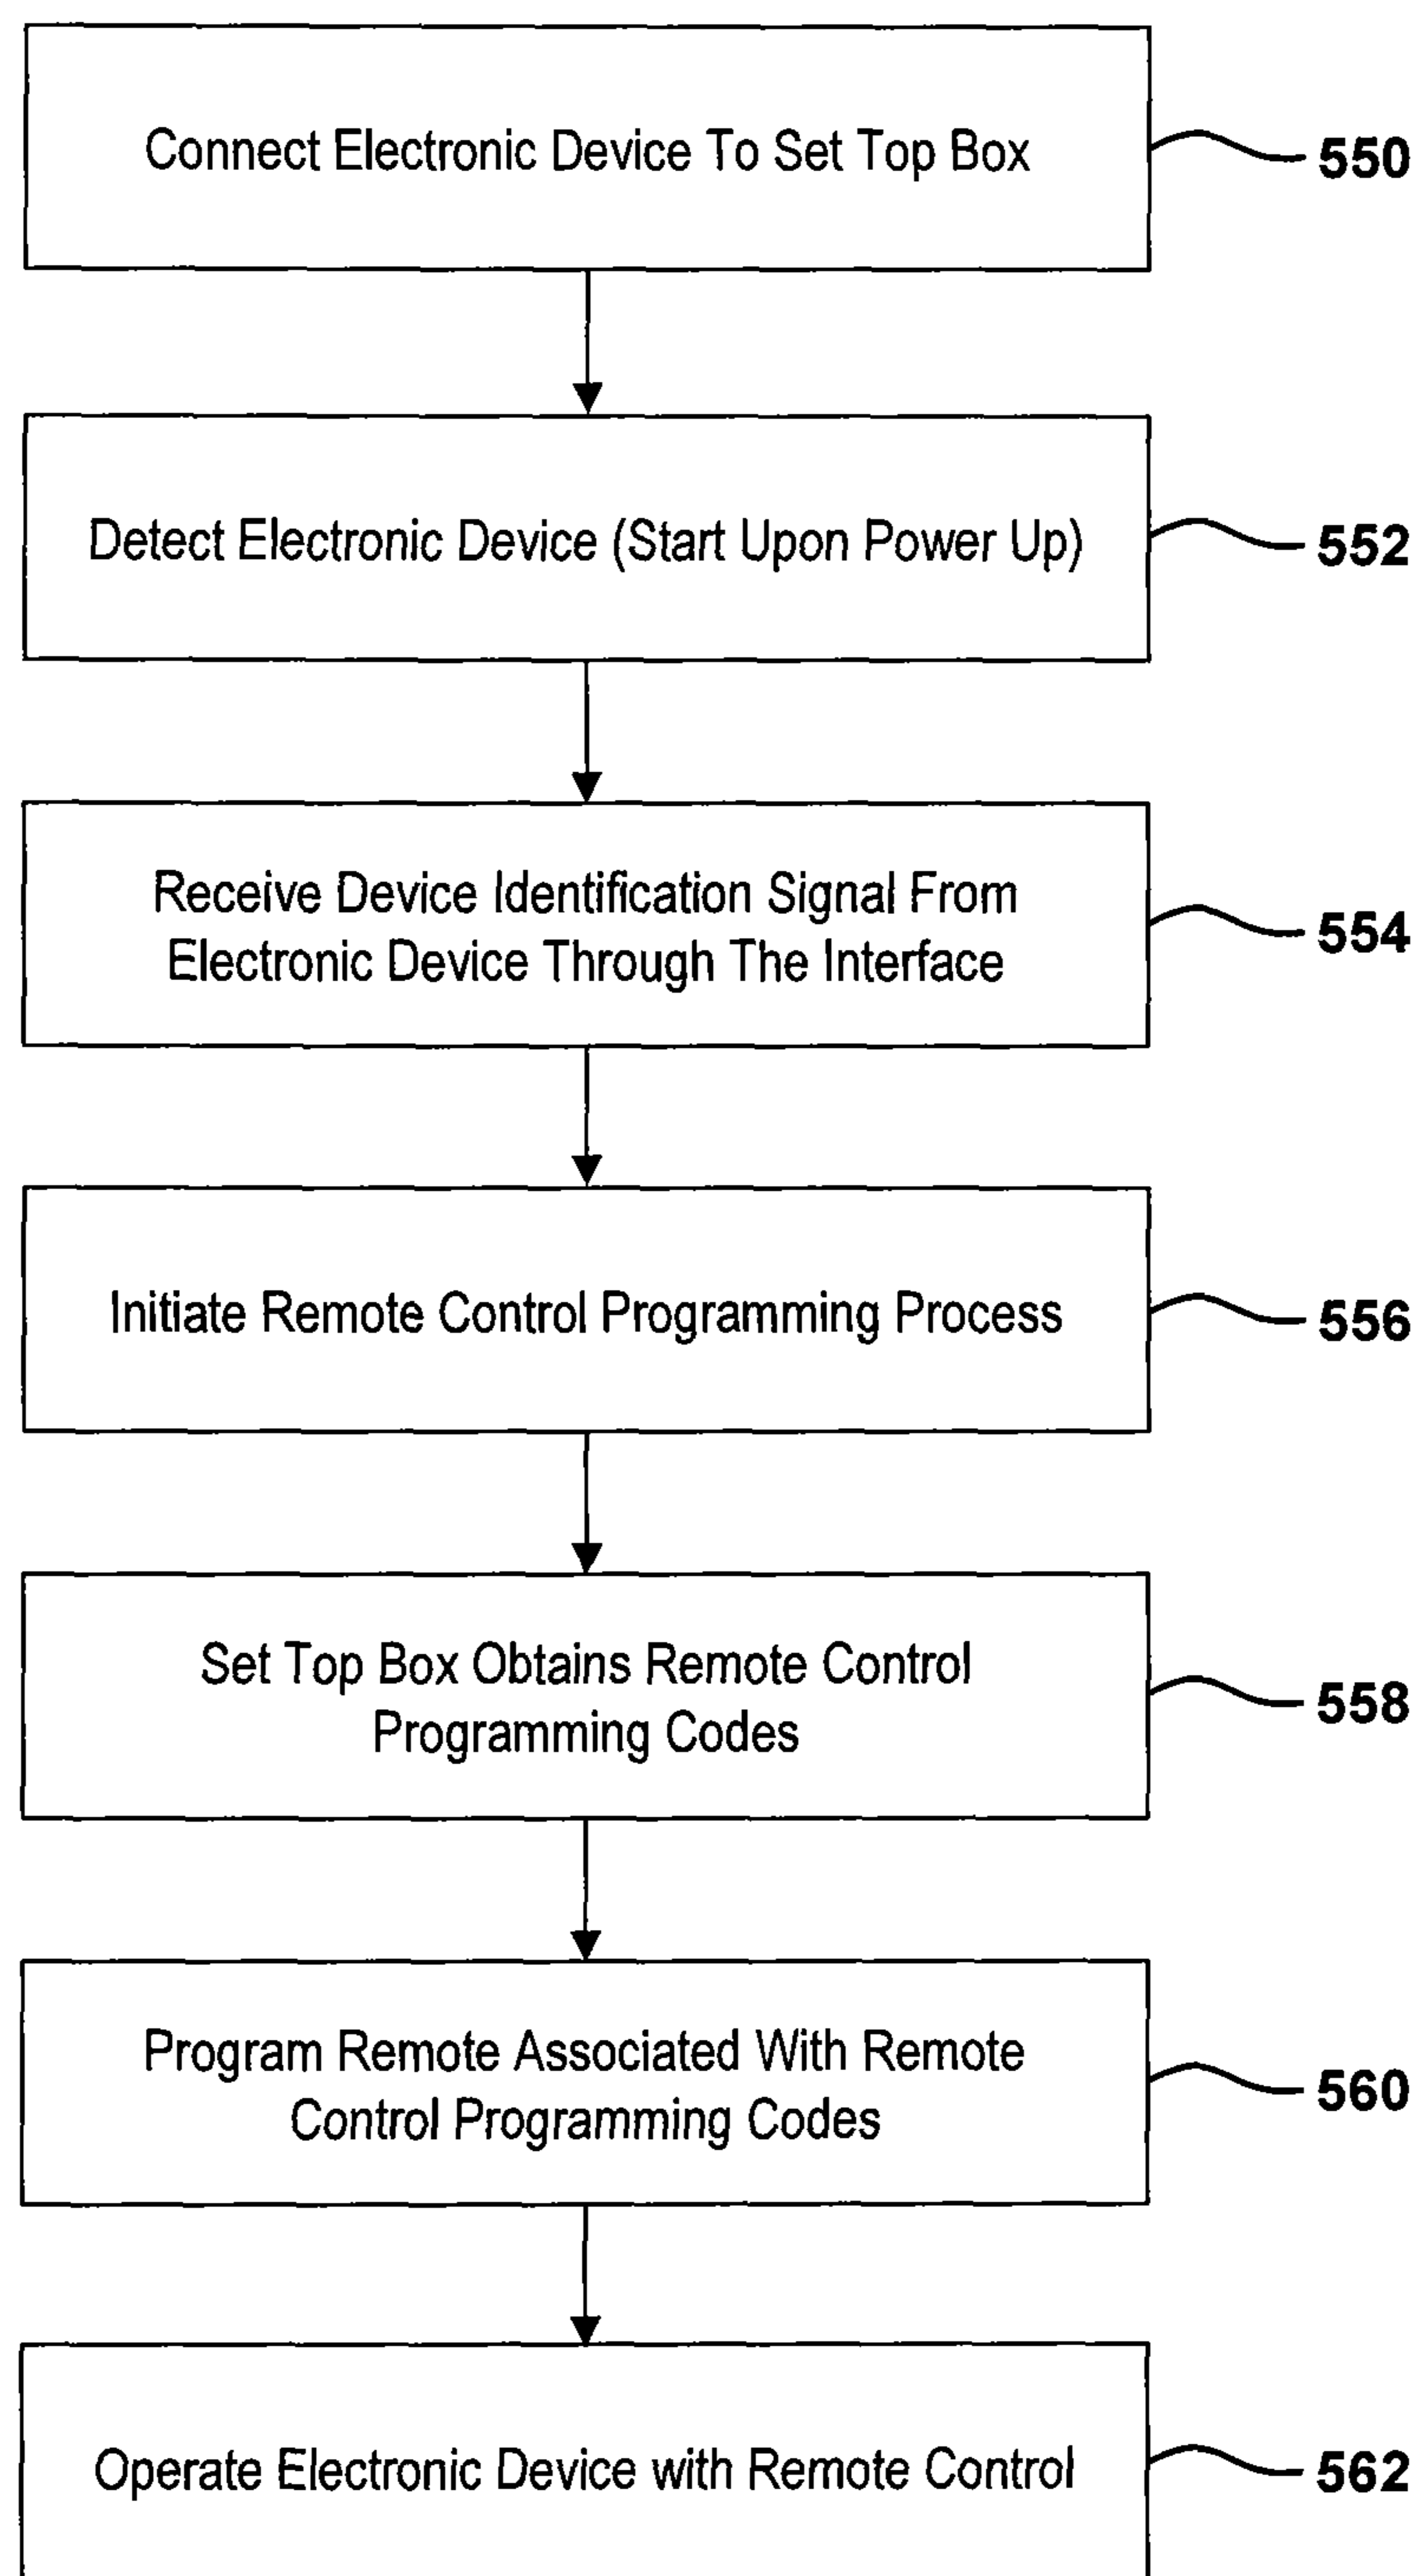 Connect Electronic Device To Set Top Box
550
Detect Electronic Device (Start Upon Power Up)
552
Receive Device Identification Signal From
Electronic Device Through The Interface
554
Initiate Remote Control Programming Process
556
Set Top Box Obtains Remote Control
Programming Codes
558
Program Remote Associated With Remote
Control Programming Codes
560
Operate Electronic Device with Remote Control
562